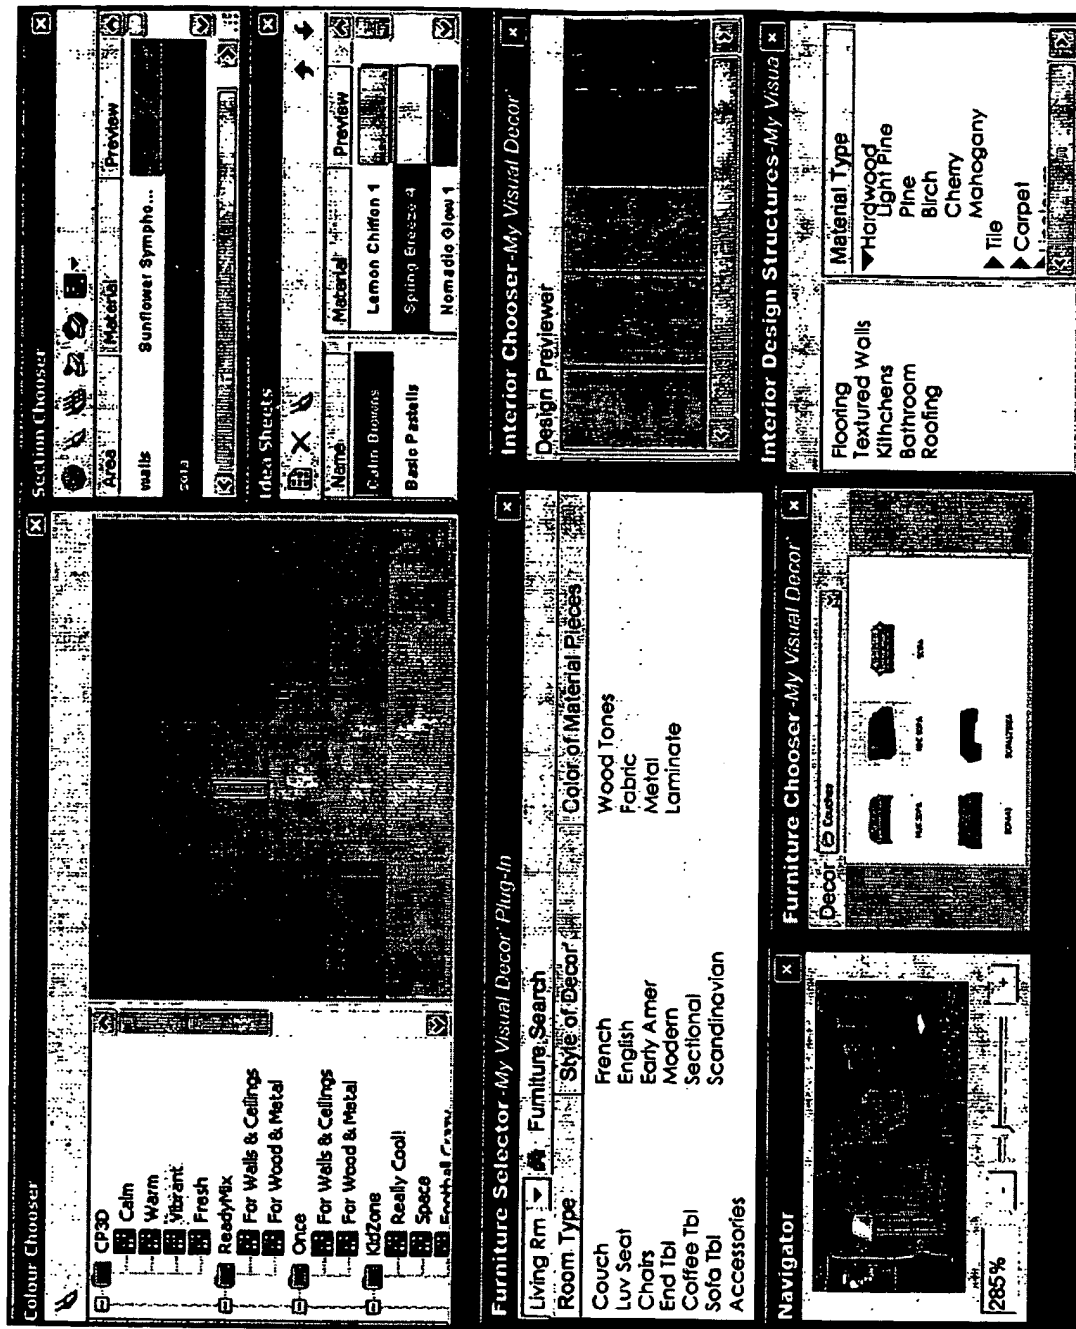 Colour Chooser
CP3D
Calm
Warm
Vibrant
Fresh
ReadyMix
For Walls & Ceilings
For Wood & Metal
Once
For Walls & Ceilings
For Wood & Metal
KidZone
Really Cool!
Space
Football Crazy
Section Chooser
Area Material Preview
walls Sunflower Sympho...
sofa
Idea Sheets
Name
Calm Browns
Basic Pastells
Material Preview
Lemon Chiffon 1
Spring Breeze 4
Nomadic Glow 1
Furniture Selector-My Visual Decor Plug-In
Living Rm Furniture Search
Room Type Style of Decor Color of Material Pieces
Couch French Wood Tones
Luv Seat English Fabric
Chairs Early Amer Metal
End Tbl Modern Laminate
Coffee Tbl Sectional
Sofa Tbl Scandinavian
Accessories
Interior Chooser-My Visual Decor
Design Previewer
Navigator
285% - +
Furniture Chooser-My Visual Decor
Decor Couches
Interior Design Structures-My Visua
Flooring
Textured Walls
Kithchens
Bathroom
Roofing
Material Type
Hardwood
Light Pine
Pine
Birch
Cherry
Mahogany
Tile
Carpet